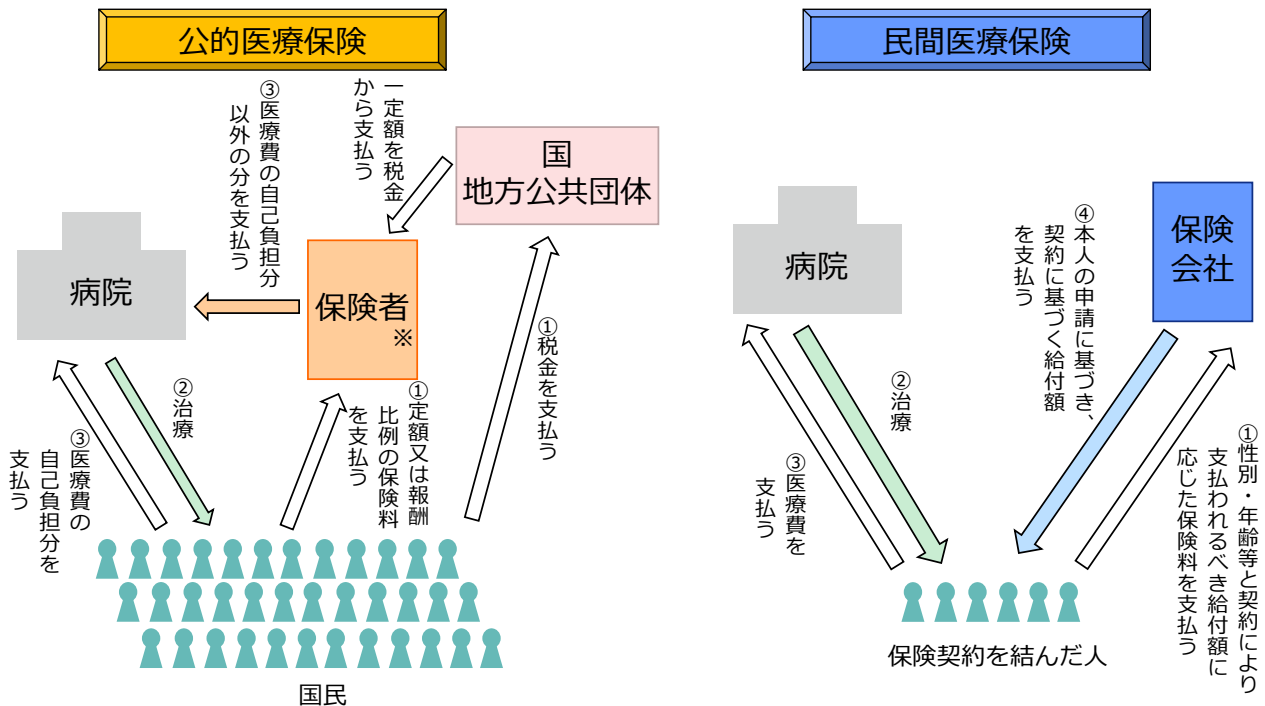 公的医療保険
一定額を税金
から支払う
③医療費の自己負担分
以外の分を支払う
国
地方公共団体
病院
保険者
※
①税金を支払う
②治療
①定額又は報酬
比例の保険料
を支払う
③医療費の
自己負担分を
支払う
国民
民間医療保険
病院
保険
会社
④本人の申請に基づき、
契約に基づく給付額
を支払う
②治療
③医療費を
支払う
①性別・年齢等と契約により
支払われるべき給付額に
応じた保険料を支払う
保険契約を結んだ人